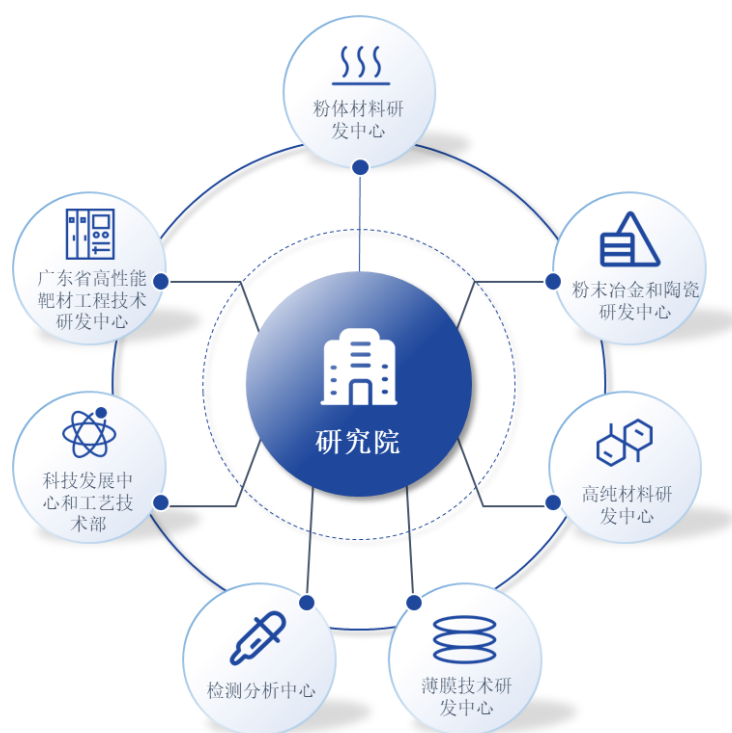 粉体材料研
发中心
广东省高性能
靶材工程技术
研发中心
粉末冶金和陶瓷
研发中心
研究院
科技发展中
心和工艺技
术部
高纯材料研
发中心
检测分析中心
薄膜技术研
发中心